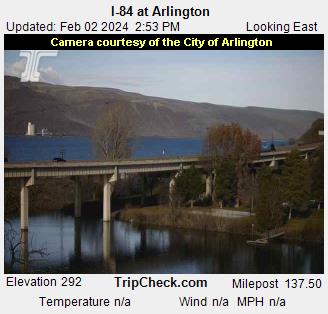 I-84 at Arlington
Updated: Feb 02 2024 2:53 PM Looking East
Camera courtesy of the City of Arlington
Elevation 292 TripCheck.com Milepost 137.50
Temperature n/a Wind n/a MPH n/a